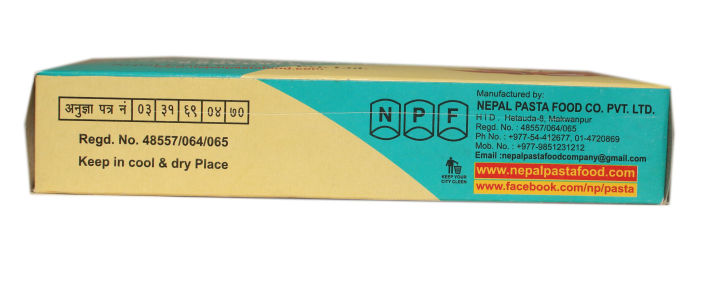 अनुज्ञा पत्र नं ०३ ३१ ६९ ०४ ७०
Regd. No. 48557/064/065
Keep in cool & dry Place
N P F
KEEP YOUR
CITY CLEEN
Manufactured by:
NEPAL PASTA FOOD CO. PVT. LTD.
H I D . Hetauda-8, Makwanpur
Regd. No. : 48557/064/065
Ph No. : +977-54-412677, 01-4720869
Mob. No. : +977-9851231212
Email :nepalpastafoodcompany@gmail.com
www.nepalpastafood.com
www.facebook.com/np/pasta